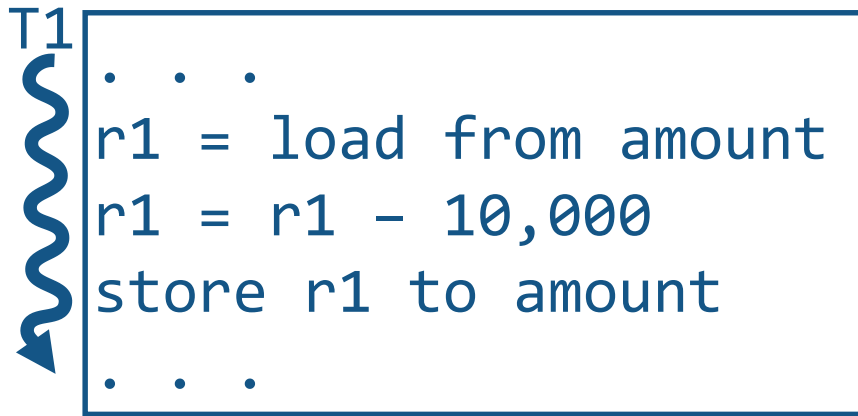 T1
. . .
r1 = load from amount
r1 = r1 – 10,000
store r1 to amount
. . .